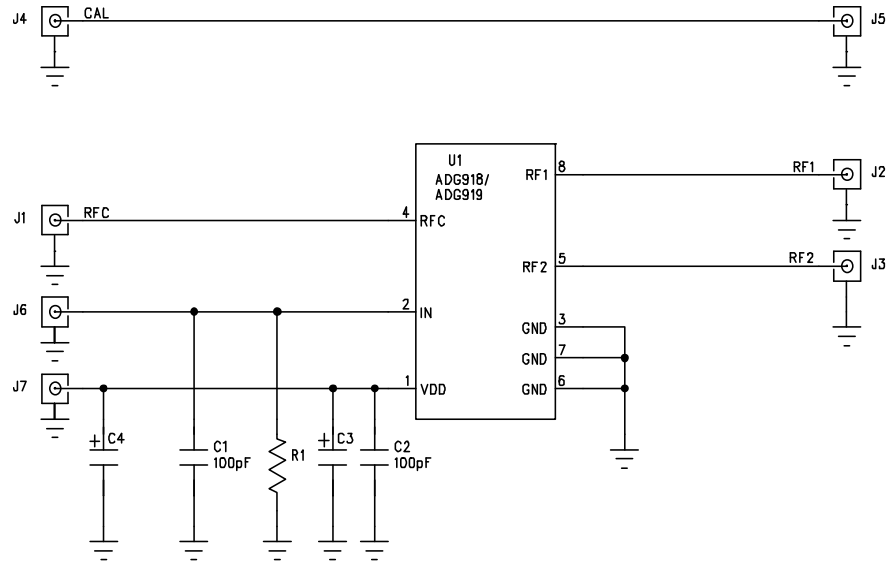 J4
CAL
J5
U1
ADG918/
ADG919
8
RF1
RF1
J2
J1
RFC
4
RFC
5
RF2
RF2
J3
J6
2
IN
GND
3
GND
7
J7
1
VDD
GND
6
+
C4
C1
100pF
R1
+
C3
C2
100pF